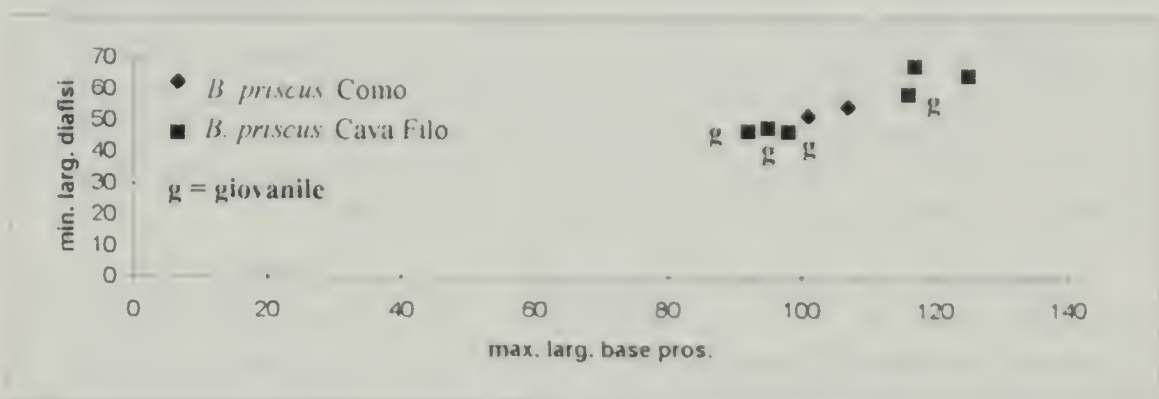 70
60
50
40
30
20
10
0
min. larg. diafisi
B priscus Como
B. priscus Cava Filo
g = giovanile
g
g
g
g
0 20 40 60 80 100 120 140
max. larg. base pros.